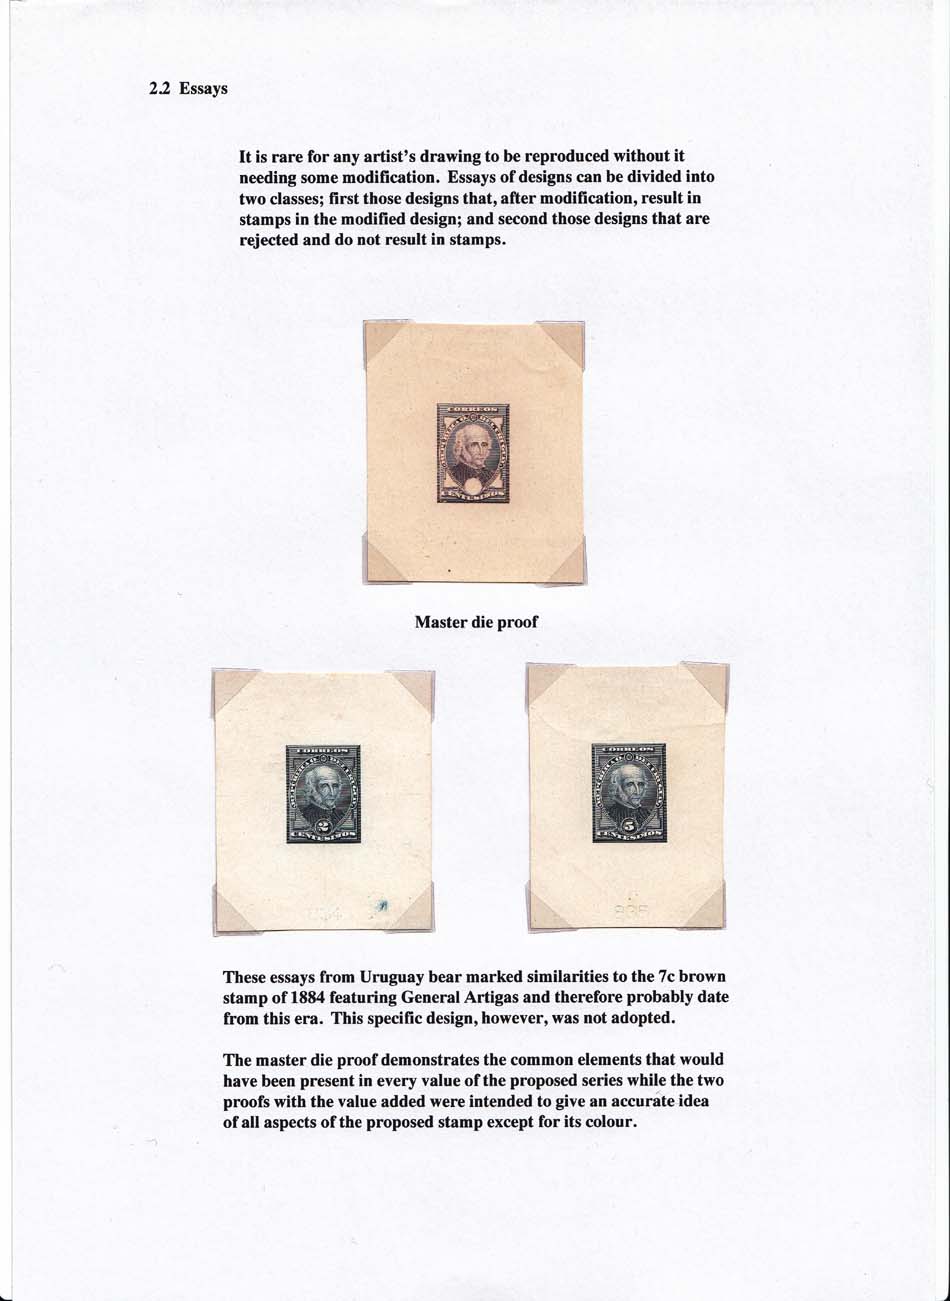 2.2 Essays
It is rare for any artist's drawing to be reproduced without it
needing some modification. Essays of designs can be divided into
two classes; first those designs that, after modification, result in
stamps in the modified design; and second those designs that are
rejected and do not result in stamps.
CORREOS
CENTESIMOS
Master die proof
CORREOS
2
CENTESIMOS
CORREOS
5
CENTESIMOS
These essays from Uruguay bear marked similarities to the 7c brown
stamp of 1884 featuring General Artigas and therefore probably date
from this era. This specific design, however, was not adopted.
The master die proof demonstrates the common elements that would
have been present in every value of the proposed series while the two
proofs with the value added were intended to give an accurate idea
of all aspects of the proposed stamp except for its colour.